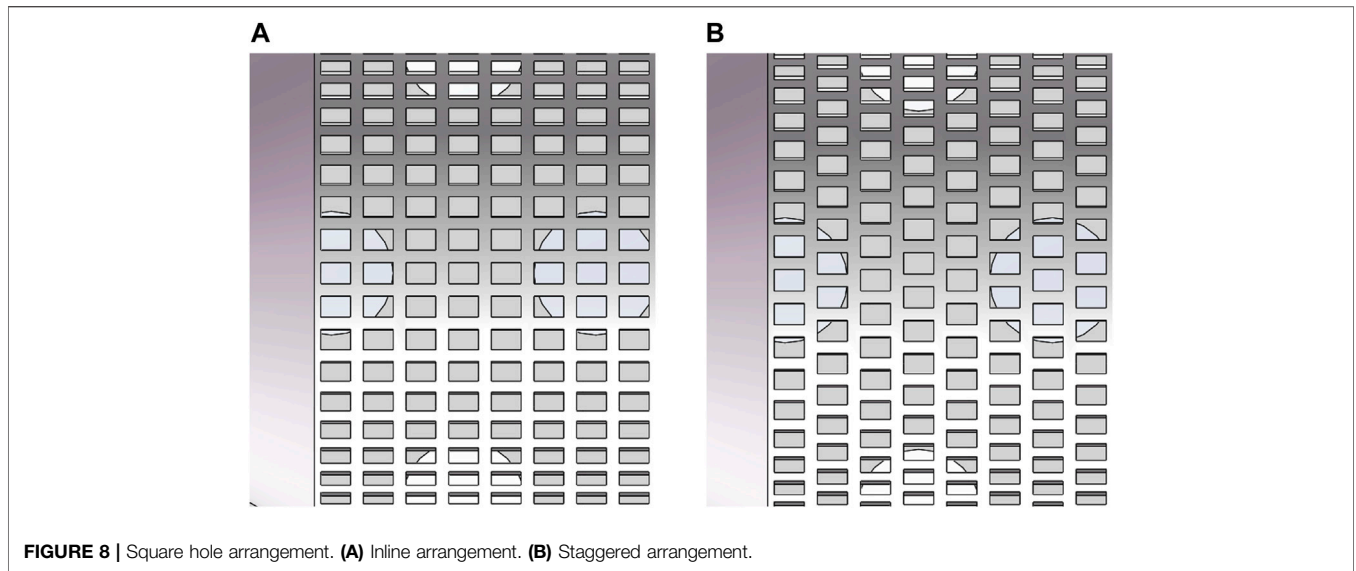 A
B
FIGURE 8 | Square hole arrangement. (A) Inline arrangement. (B) Staggered arrangement.